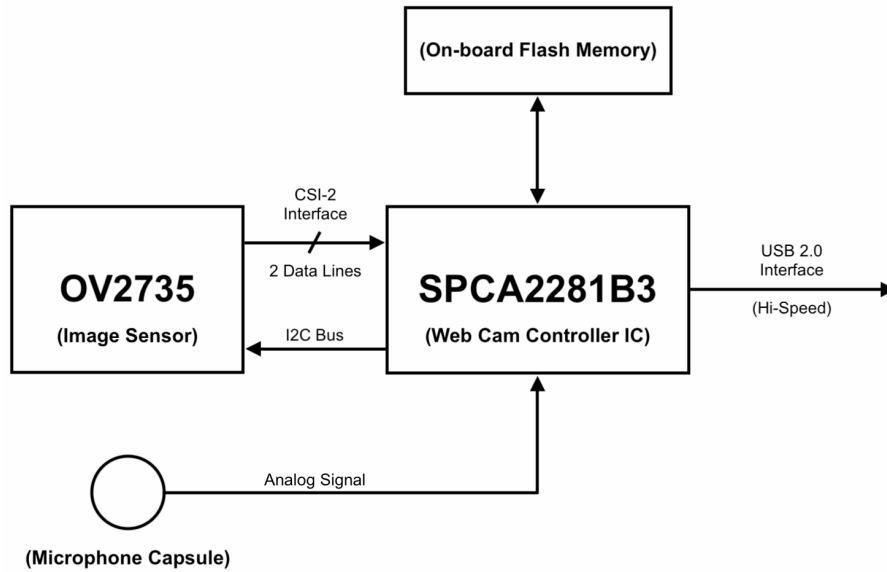 (On-board Flash Memory)
CSI-2
Interface
2 Data Lines
OV2735
(Image Sensor)
I2C Bus
SPCA2281B3
(Web Cam Controller IC)
USB 2.0
Interface
(Hi-Speed)
Analog Signal
(Microphone Capsule)